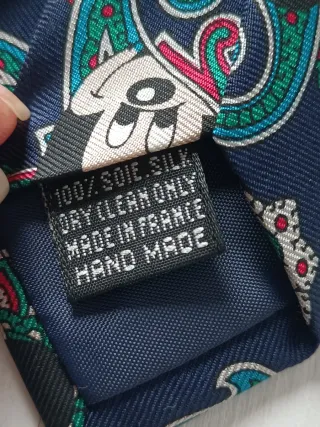 100% SOIE. SILK
DRY CLEAN ONLY
MADE IN FRANCE
HAND MADE